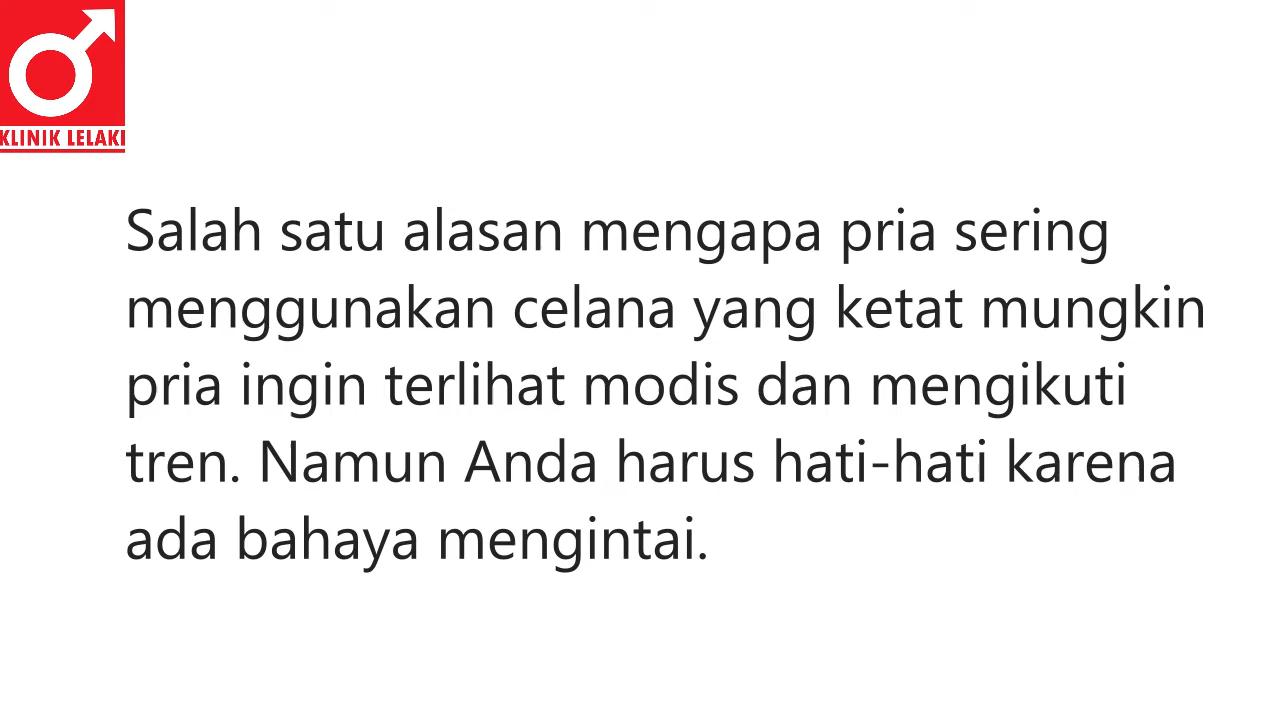 KLINIK LELAKI
Salah satu alasan mengapa pria sering
menggunakan celana yang ketat mungkin
pria ingin terlihat modis dan mengikuti
tren. Namun Anda harus hati-hati karena
ada bahaya mengintai.